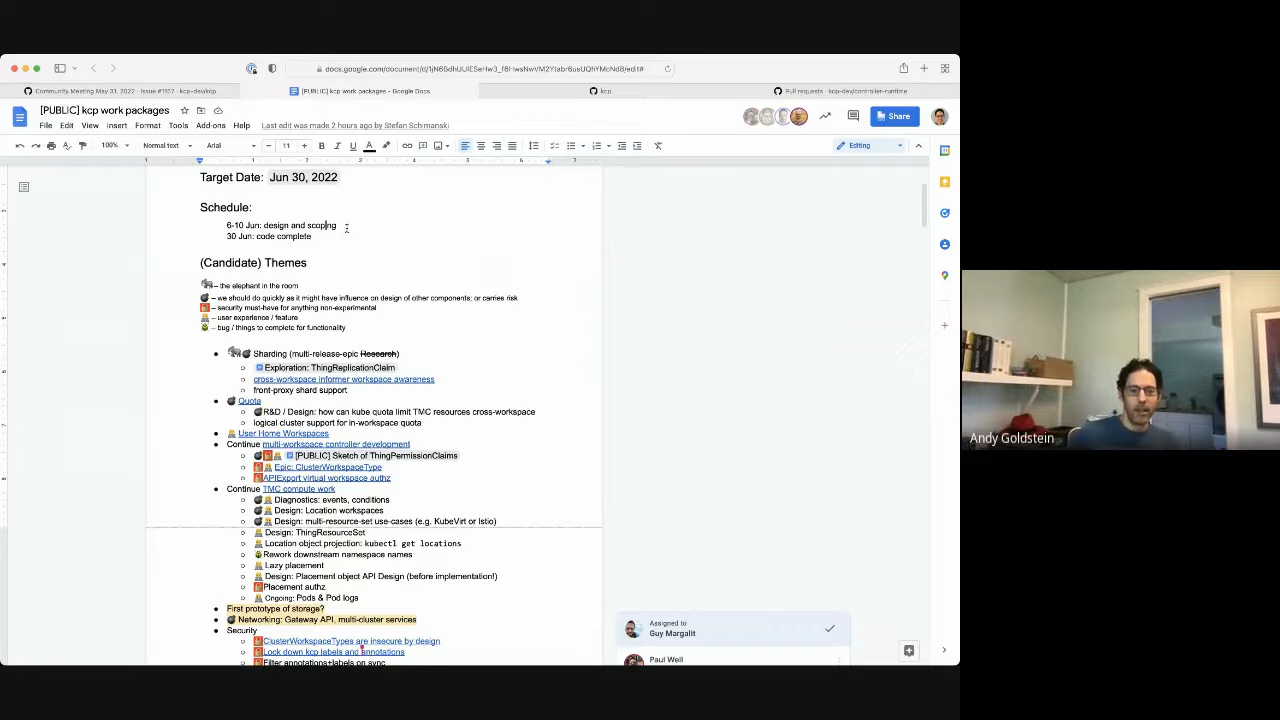 Community Meeting May 31, 2022 · Issue #1157 · kcp-dev/kcp
[PUBLIC] kcp work packages - Google Docs
kcp
Pull requests · kcp-dev/controller-runtime
[PUBLIC] kcp work packages
File Edit View Insert Format Tools Add-ons Help Last edit was made 2 hours ago by Stefan Schimanski
Share
100% Normal text Arial 11 Editing
Target Date: Jun 30, 2022
Schedule:
6-10 Jun: design and scoping
30 Jun: code complete
(Candidate) Themes
– the elephant in the room
– we should do quickly as it might have influence on design of other components; or carries risk
– security must-have for anything non-experimental
– user experience / feature
– bug / things to complete for functionality
Sharding (multi-release-epic Research)
Exploration: ThingReplicationClaim
cross-workspace informer workspace awareness
front-proxy shard support
Quota
R&D / Design: how can kube quota limit TMC resources cross-workspace
logical cluster support for in-workspace quota
User Home Workspaces
Continue multi-workspace controller development
[PUBLIC] Sketch of ThingPermissionClaims
Epic: ClusterWorkspaceType
APIExport virtual workspace authz
Continue TMC compute work
Diagnostics: events, conditions
Design: Location workspaces
Design: multi-resource-set use-cases (e.g. KubeVirt or Istio)
Design: ThingResourceSet
Location object projection: kubectl get locations
Rework downstream namespace names
Lazy placement
Design: Placement object API Design (before implementation!)
Placement authz
Ongoing: Pods & Pod logs
First prototype of storage?
Networking: Gateway API, multi-cluster services
Security
ClusterWorkspaceTypes are insecure by design
Lock down kcp labels and annotations
Filter annotations+labels on sync
Assigned to
Guy Margalit
Paul Weil
Andy Goldstein